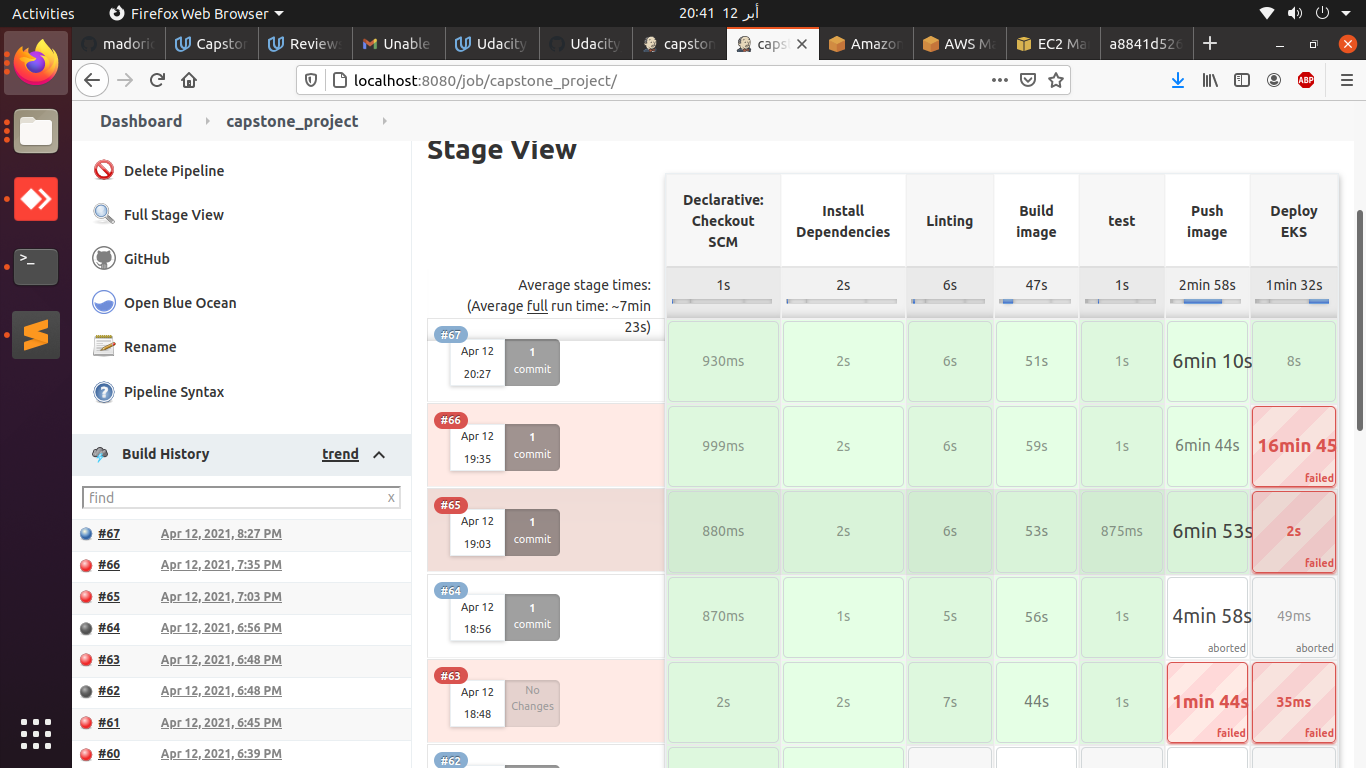 Activities
Firefox Web Browser
20:41 12 أبر
madori
Capsto
Review
Unable
Udacity
Udacity
capston
caps
Amazon
AWS Ma
EC2 Ma
a8841d526
localhost:8080/job/capstone_project/
ABP
Dashboard
capstone_project
Delete Pipeline
Full Stage View
GitHub
Open Blue Ocean
Rename
Pipeline Syntax
Build History
trend
find
x
#67 Apr 12, 2021, 8:27 PM
#66 Apr 12, 2021, 7:35 PM
#65 Apr 12, 2021, 7:03 PM
#64 Apr 12, 2021, 6:56 PM
#63 Apr 12, 2021, 6:48 PM
#62 Apr 12, 2021, 6:48 PM
#61 Apr 12, 2021, 6:45 PM
#60 Apr 12, 2021, 6:39 PM
Stage View
Declarative:
Checkout
SCM
Install
Dependencies
Linting
Build
image
test
Push
image
Deploy
EKS
Average stage times:
(Average full run time: ~7min
23s)
1s 2s 6s 47s 1s 2min 58s 1min 32s
#67
Apr 12
20:27
1
commit
930ms 2s 6s 51s 1s 6min 10s 8s
#66
Apr 12
19:35
1
commit
999ms 2s 6s 59s 1s 6min 44s 16min 45
failed
#65
Apr 12
19:03
1
commit
880ms 2s 6s 53s 875ms 6min 53s 2s
failed
#64
Apr 12
18:56
1
commit
870ms 1s 5s 56s 1s 4min 58s 49ms
aborted aborted
#63
Apr 12
18:48
No
Changes
2s 2s 7s 44s 1s 1min 44s 35ms
failed failed
#62